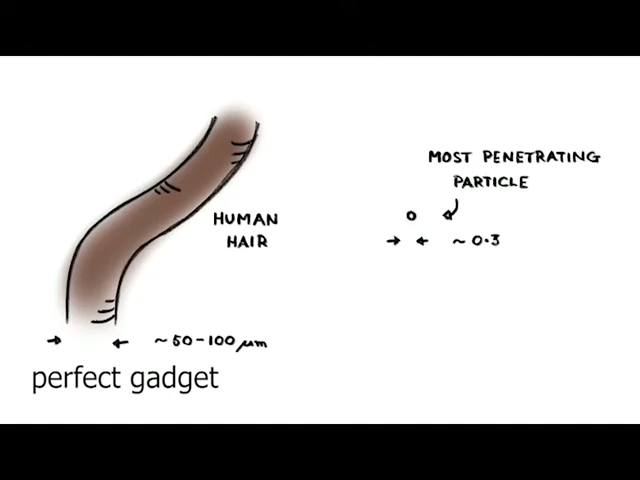 MOST PENETRATING
PARTICLE
HUMAN
HAIR
~ 0.3
~ 50-100 μm
perfect gadget